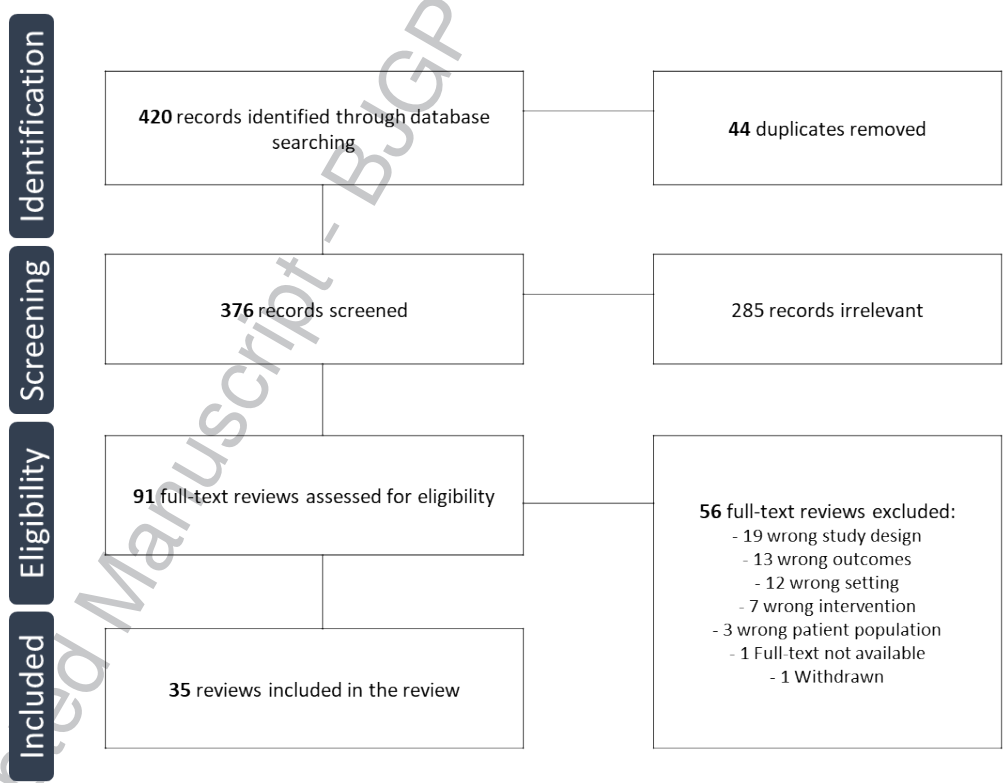 Identification
420 records identified through database
searching
44 duplicates removed
Screening
376 records screened
285 records irrelevant
Eligibility
91 full-text reviews assessed for eligibility
56 full-text reviews excluded:
- 19 wrong study design
- 13 wrong outcomes
- 12 wrong setting
- 7 wrong intervention
- 3 wrong patient population
- 1 Full-text not available
- 1 Withdrawn
Included
35 reviews included in the review
Manuscript - BJGP